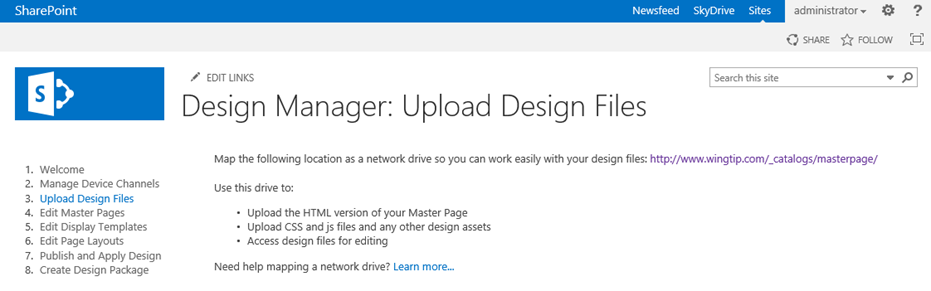 SharePoint Newsfeed SkyDrive Sites administrator ?
SHARE FOLLOW
S
EDIT LINKS
Search this site
Design Manager: Upload Design Files
Map the following location as a network drive so you can work easily with your design files: http://www.wingtip.com/_catalogs/masterpage/
Use this drive to:
• Upload the HTML version of your Master Page
• Upload CSS and js files and any other design assets
• Access design files for editing
Need help mapping a network drive? Learn more...
1. Welcome
2. Manage Device Channels
3. Upload Design Files
4. Edit Master Pages
5. Edit Display Templates
6. Edit Page Layouts
7. Publish and Apply Design
8. Create Design Package